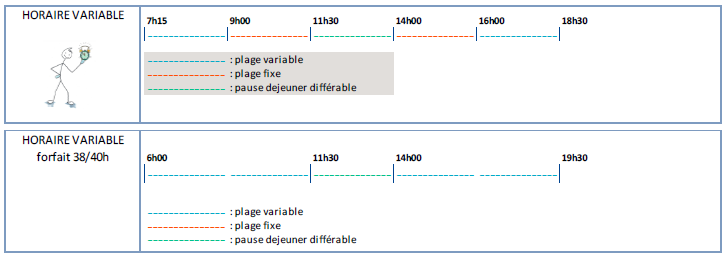 HORAIRE VARIABLE
7h15 9h00 11h30 14h00 16h00 18h30
: plage variable
: plage fixe
: pause dejeuner différable
HORAIRE VARIABLE
forfait 38/40h
6h00 11h30 14h00 19h30
: plage variable
: plage fixe
: pause dejeuner différable